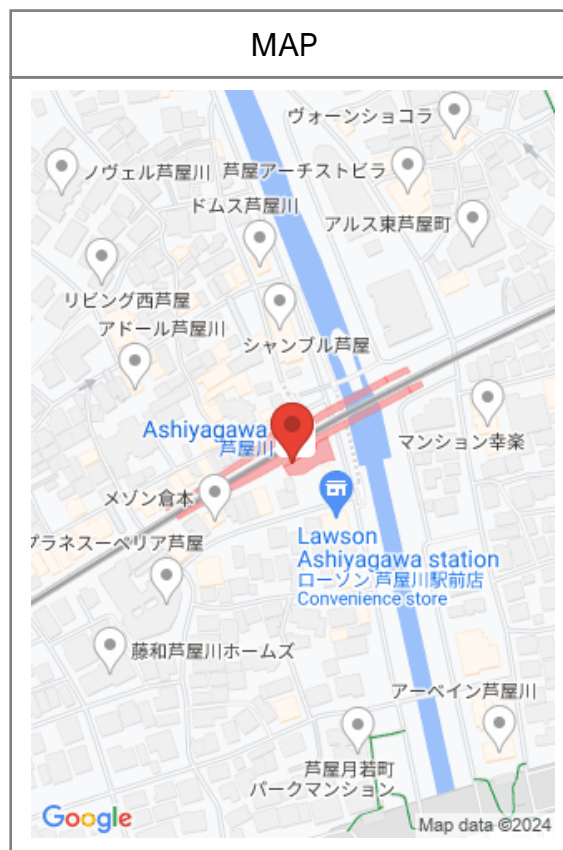 MAP
ヴォーンショコラ
ノヴェル芦屋川
芦屋アーチストビラ
ドムス芦屋川
アルス東芦屋町
リビング西芦屋
アドール芦屋川
シャンブル芦屋
Ashiyagawa
芦屋川
マンション幸楽
メゾン倉本
Lawson
Ashiyagawa station
ローソン 芦屋川駅前店
Convenience store
プラネスーペリア芦屋
藤和芦屋川ホームズ
アーベイン芦屋川
芦屋月若町
パークマンション
Google
Map data ©2024